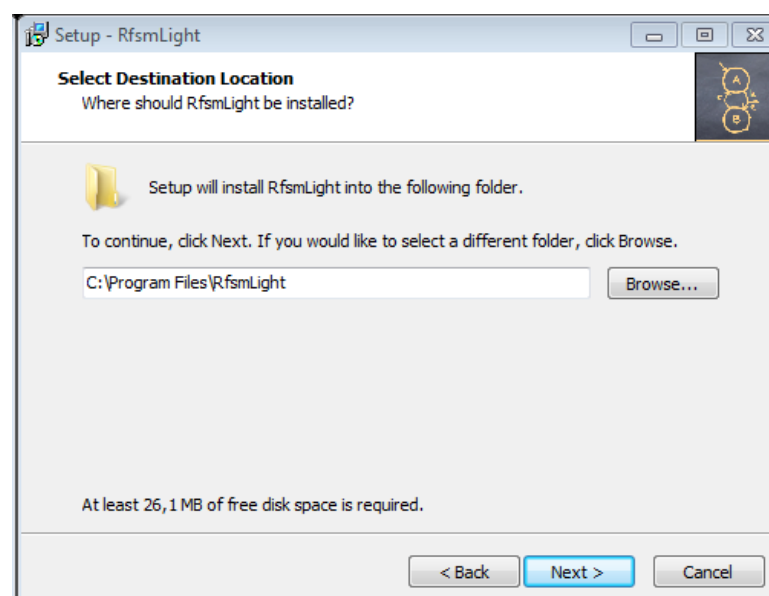 Setup - RfsmLight
Select Destination Location
Where should RfsmLight be installed?
A
B
Setup will install RfsmLight into the following folder.
To continue, click Next. If you would like to select a different folder, click Browse.
C:\Program Files\RfsmLight
Browse...
At least 26,1 MB of free disk space is required.
< Back
Next >
Cancel